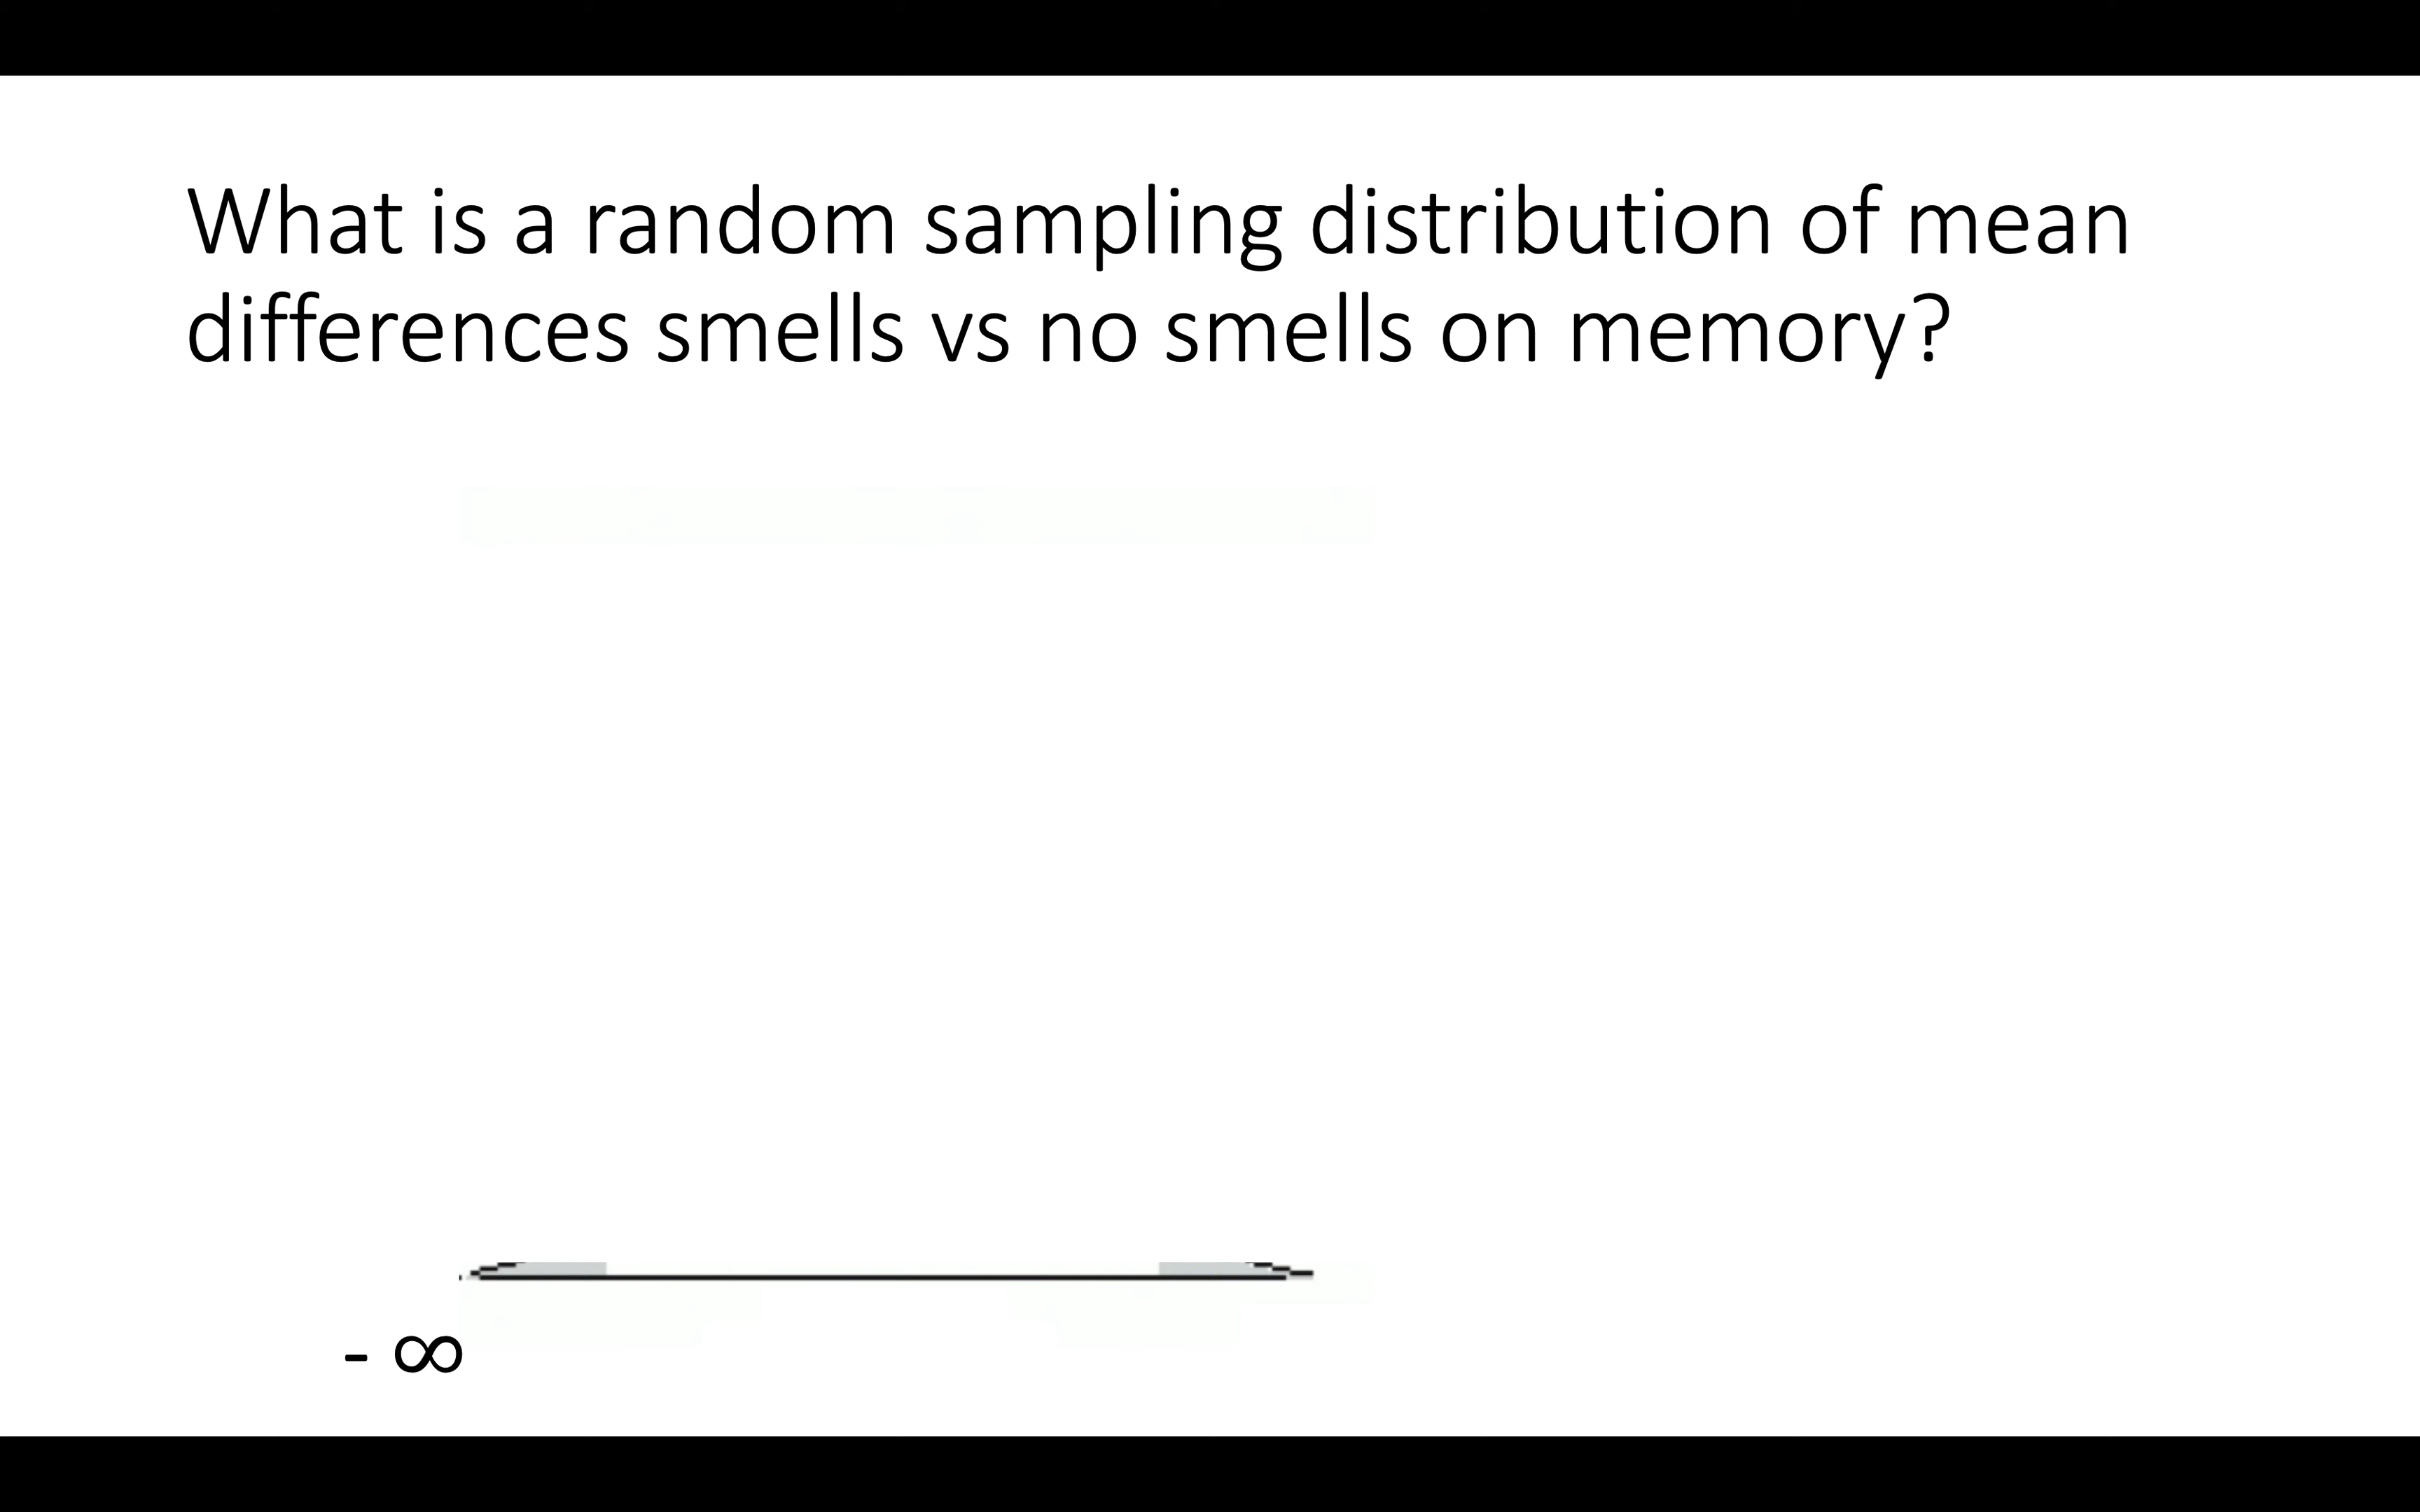 What is a random sampling distribution of mean
differences smells vs no smells on memory?
- ∞